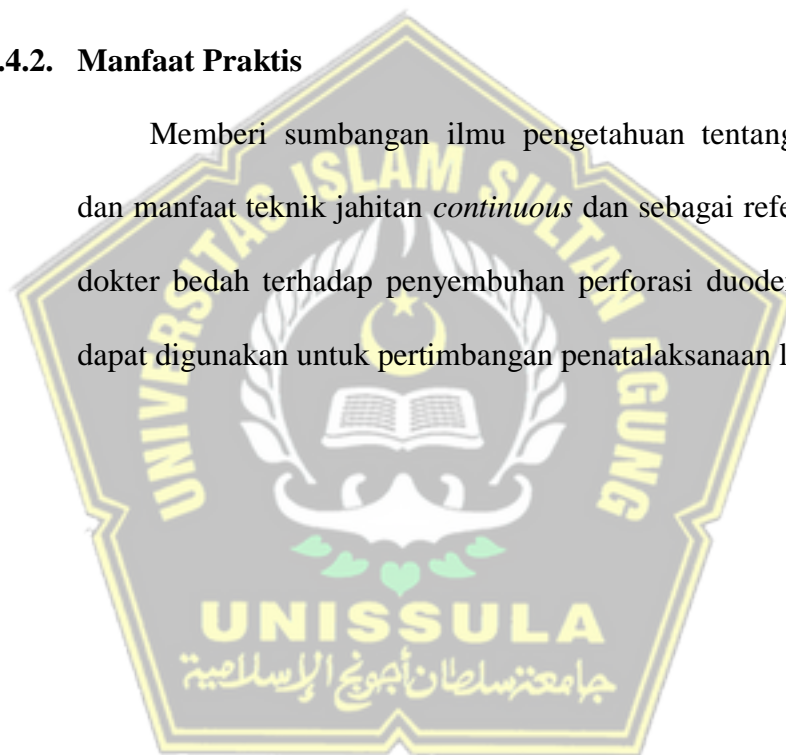 .4.2. Manfaat Praktis
Memberi sumbangan ilmu pengetahuan tentang
dan manfaat teknik jahitan continuous dan sebagai refe
dokter bedah terhadap penyembuhan perforasi duode
dapat digunakan untuk pertimbangan penatalaksanaan l
UNIVERSITAS ISLAM SULTAN AGUNG
UNISSULA
جامعة سلطان أجونج الإسلامية